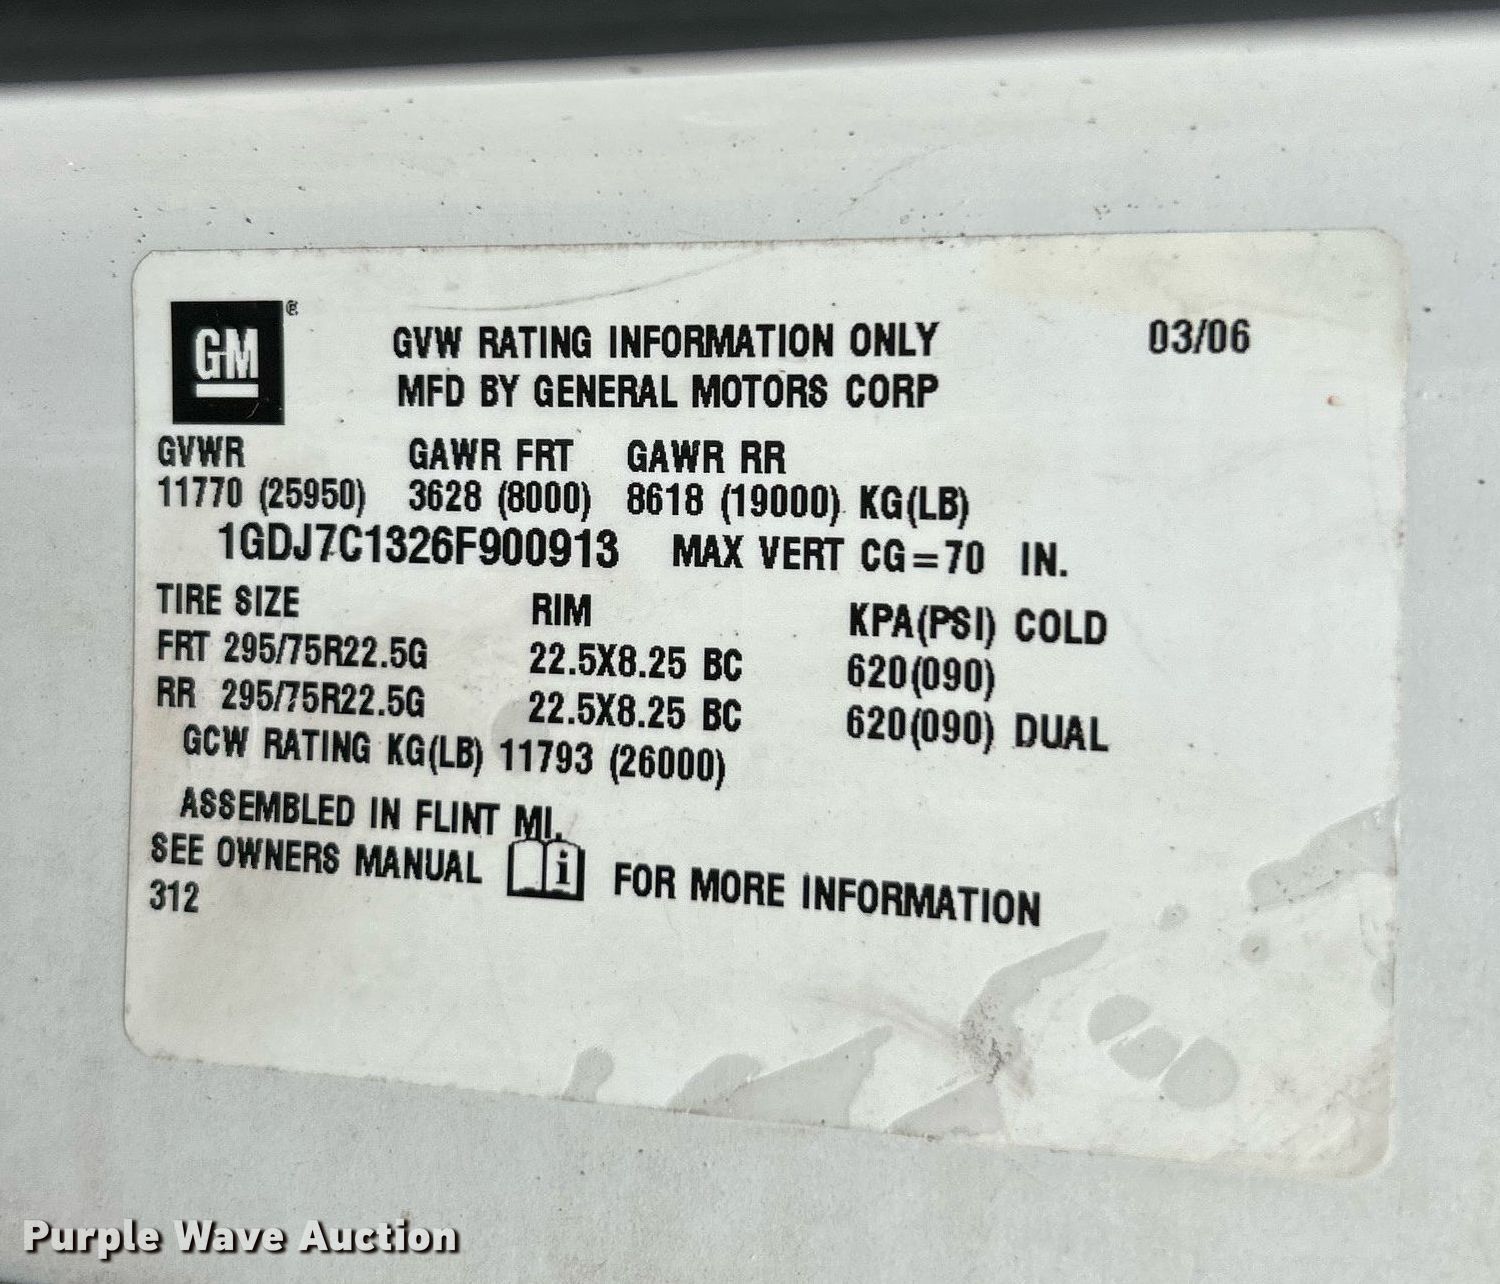 GM ®
GVW RATING INFORMATION ONLY 03/06
MFD BY GENERAL MOTORS CORP
GVWR GAWR FRT GAWR RR
11770 (25950) 3628 (8000) 8618 (19000) KG(LB)
1GDJ7C1326F900913 MAX VERT CG=70 IN.
TIRE SIZE RIM KPA(PSI) COLD
FRT 295/75R22.5G 22.5X8.25 BC 620(090)
RR 295/75R22.5G 22.5X8.25 BC 620(090) DUAL
GCW RATING KG(LB) 11793 (26000)
ASSEMBLED IN FLINT MI.
SEE OWNERS MANUAL i FOR MORE INFORMATION
312
Purple Wave Auction